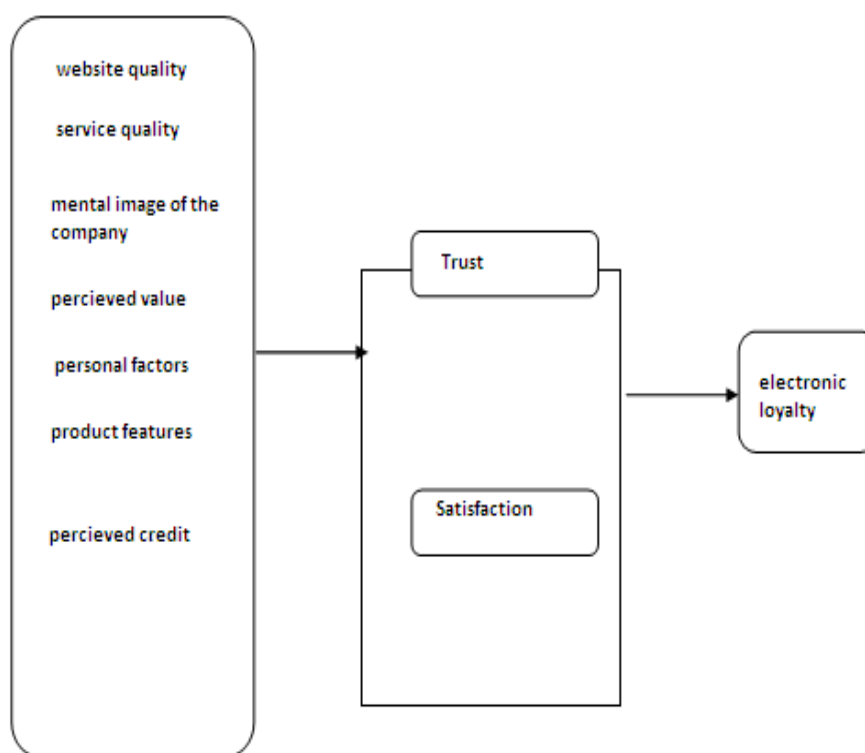 website quality
service quality
mental image of the
company
percieved value
personal factors
product features
percieved credit
Trust
Satisfaction
electronic
loyalty